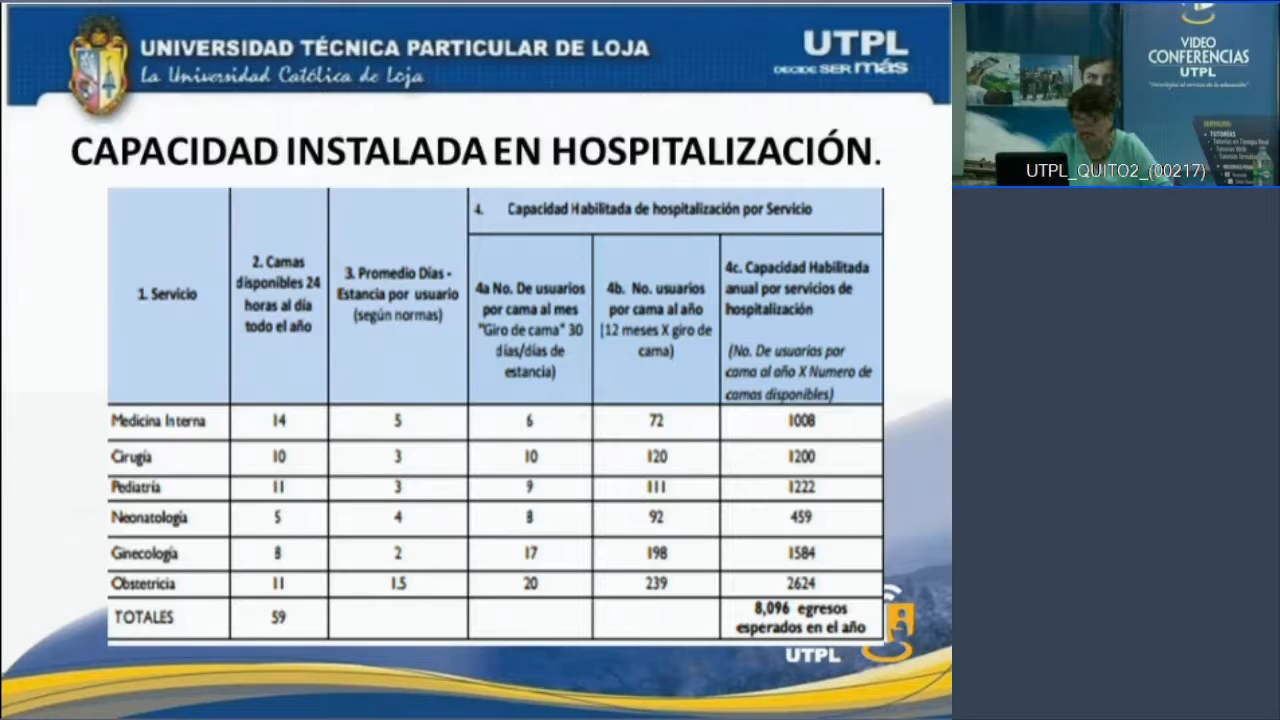 UNIVERSIDAD TÉCNICA PARTICULAR DE LOJA
La Universidad Católica de Loja
UTPL
DECIDE SER más
CAPACIDAD INSTALADA EN HOSPITALIZACIÓN.
1. Servicio
2. Camas
disponibles 24
horas al día
todo el año
3. Promedio Días -
Estancia por usuario
(según normas)
4. Capacidad Habilitada de hospitalización por Servicio
4a No. De usuarios
por cama al mes
"Giro de cama" 30
días/días de
estancia)
4b. No. usuarios
por cama al año
(12 meses X giro de
cama)
4c. Capacidad Habilitada
anual por servicios de
hospitalización
(No. De usuarios por
cama al año X Numero de
camas disponibles)
Medicina Interna 14 5 6 72 1008
Cirugía 10 3 10 120 1200
Pediatría 11 3 9 111 1222
Neonatología 5 4 8 92 459
Ginecología 8 2 17 198 1584
Obstetricia 11 1.5 20 239 2624
TOTALES 59 8,096 egresos
esperados en el año
UTPL
VIDEO
CONFERENCIAS
UTPL
SERVICIOS:
TUTORIAS
UTPL_QUITO2_(00217)